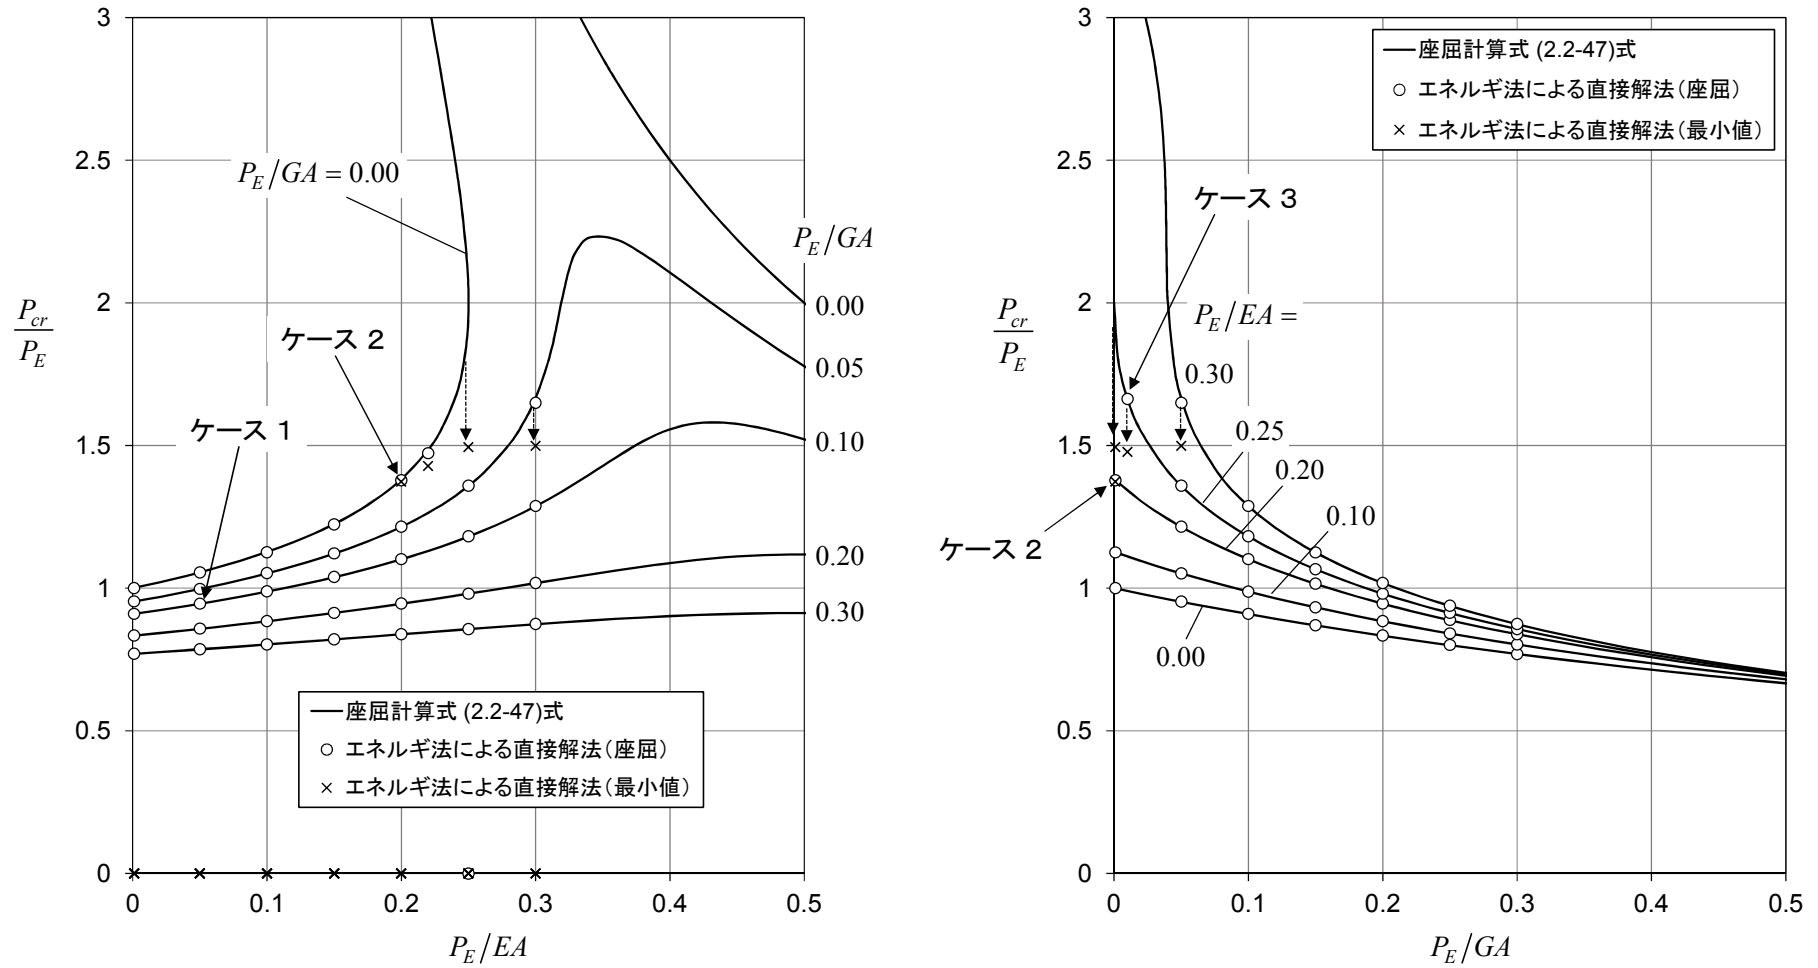 3
2.5
2
1.5
1
0.5
0
0
0.1
0.2
0.3
0.4
0.5
P_cr/P_E
P_E/EA
P_E/GA = 0.00
ケース 2
ケース 1
P_E/GA
0.00
0.05
0.10
0.20
0.30
座屈計算式 (2.2-47)式
エネルギ法による直接解法(座屈)
エネルギ法による直接解法(最小値)
3
2.5
2
1.5
1
0.5
0
0
0.1
0.2
0.3
0.4
0.5
P_cr/P_E
P_E/GA
座屈計算式 (2.2-47)式
エネルギ法による直接解法(座屈)
エネルギ法による直接解法(最小値)
ケース 3
P_E/EA =
0.30
0.25
0.20
0.10
ケース 2
0.00